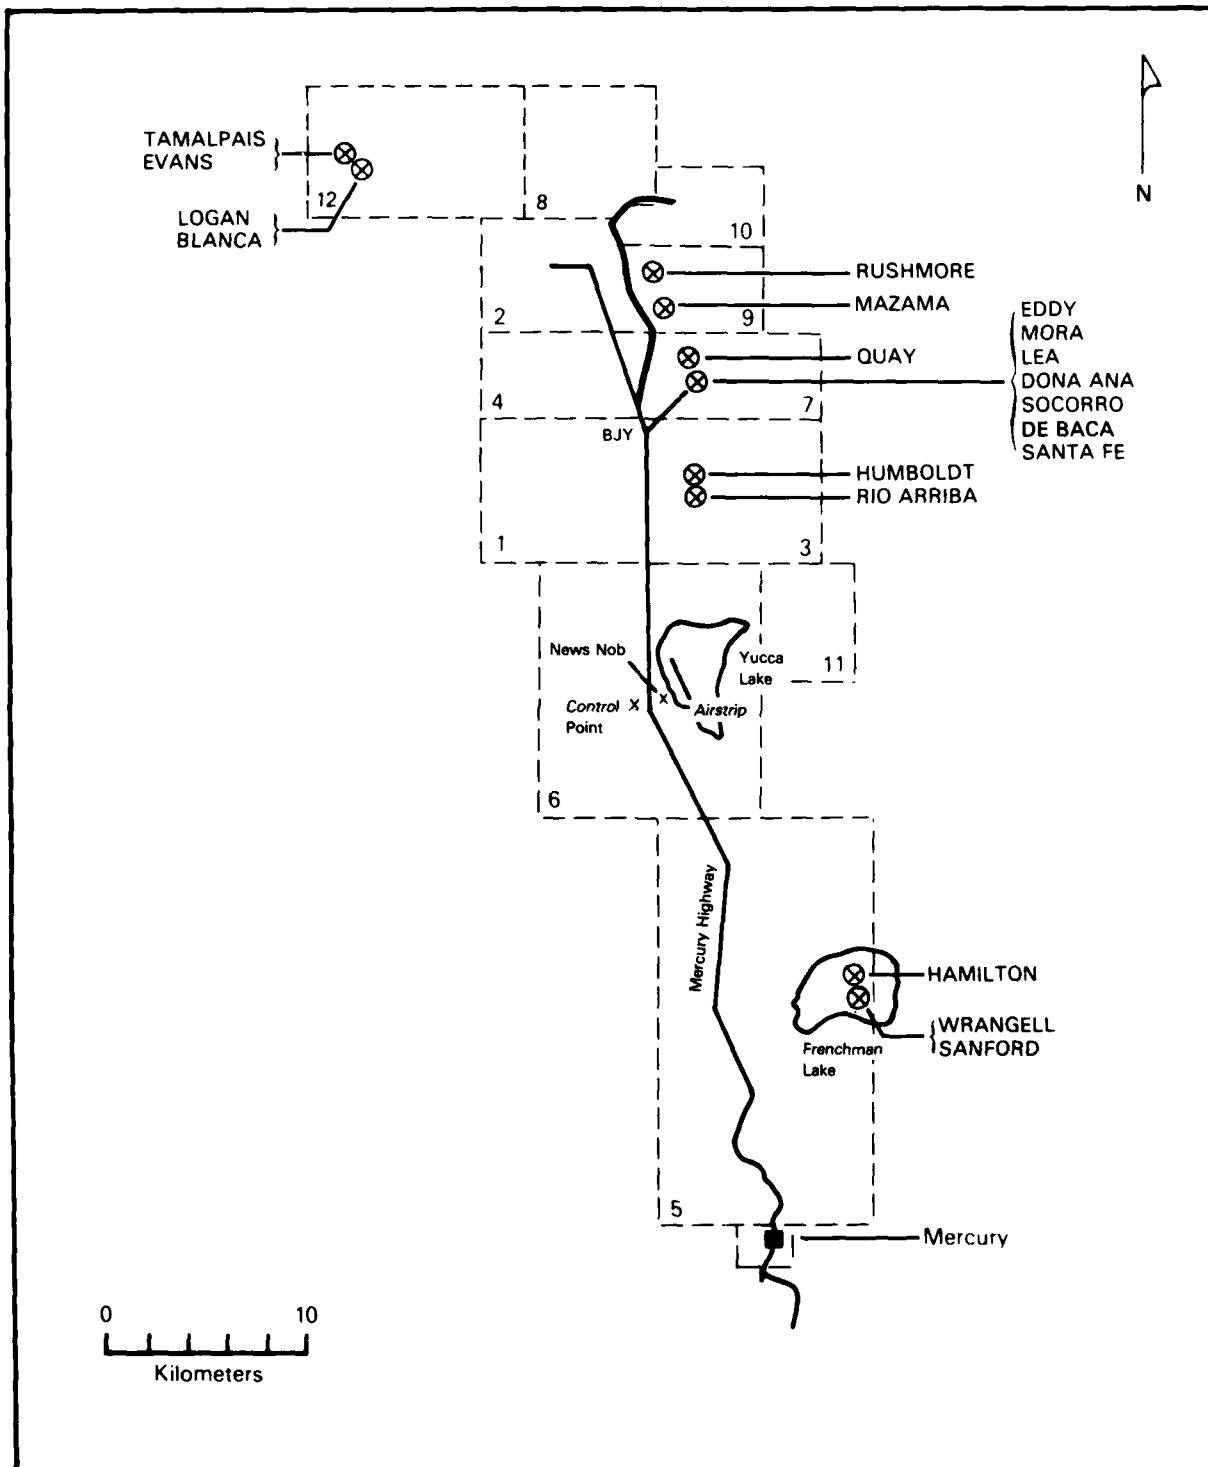 TAMALPAIS
EVANS
12
8
N
LOGAN
BLANCA
10
RUSHMORE
MAZAMA
2
9
EDDY
MORA
LEA
DONA ANA
SOCORRO
DE BACA
SANTA FE
QUAY
4
7
BJY
HUMBOLDT
RIO ARRIBA
1
3
News Nob
Yucca
Lake
11
Control
Point
Airstrip
6
Mercury Highway
HAMILTON
WRANGELL
SANFORD
Frenchman
Lake
5
Mercury
0 10
Kilometers